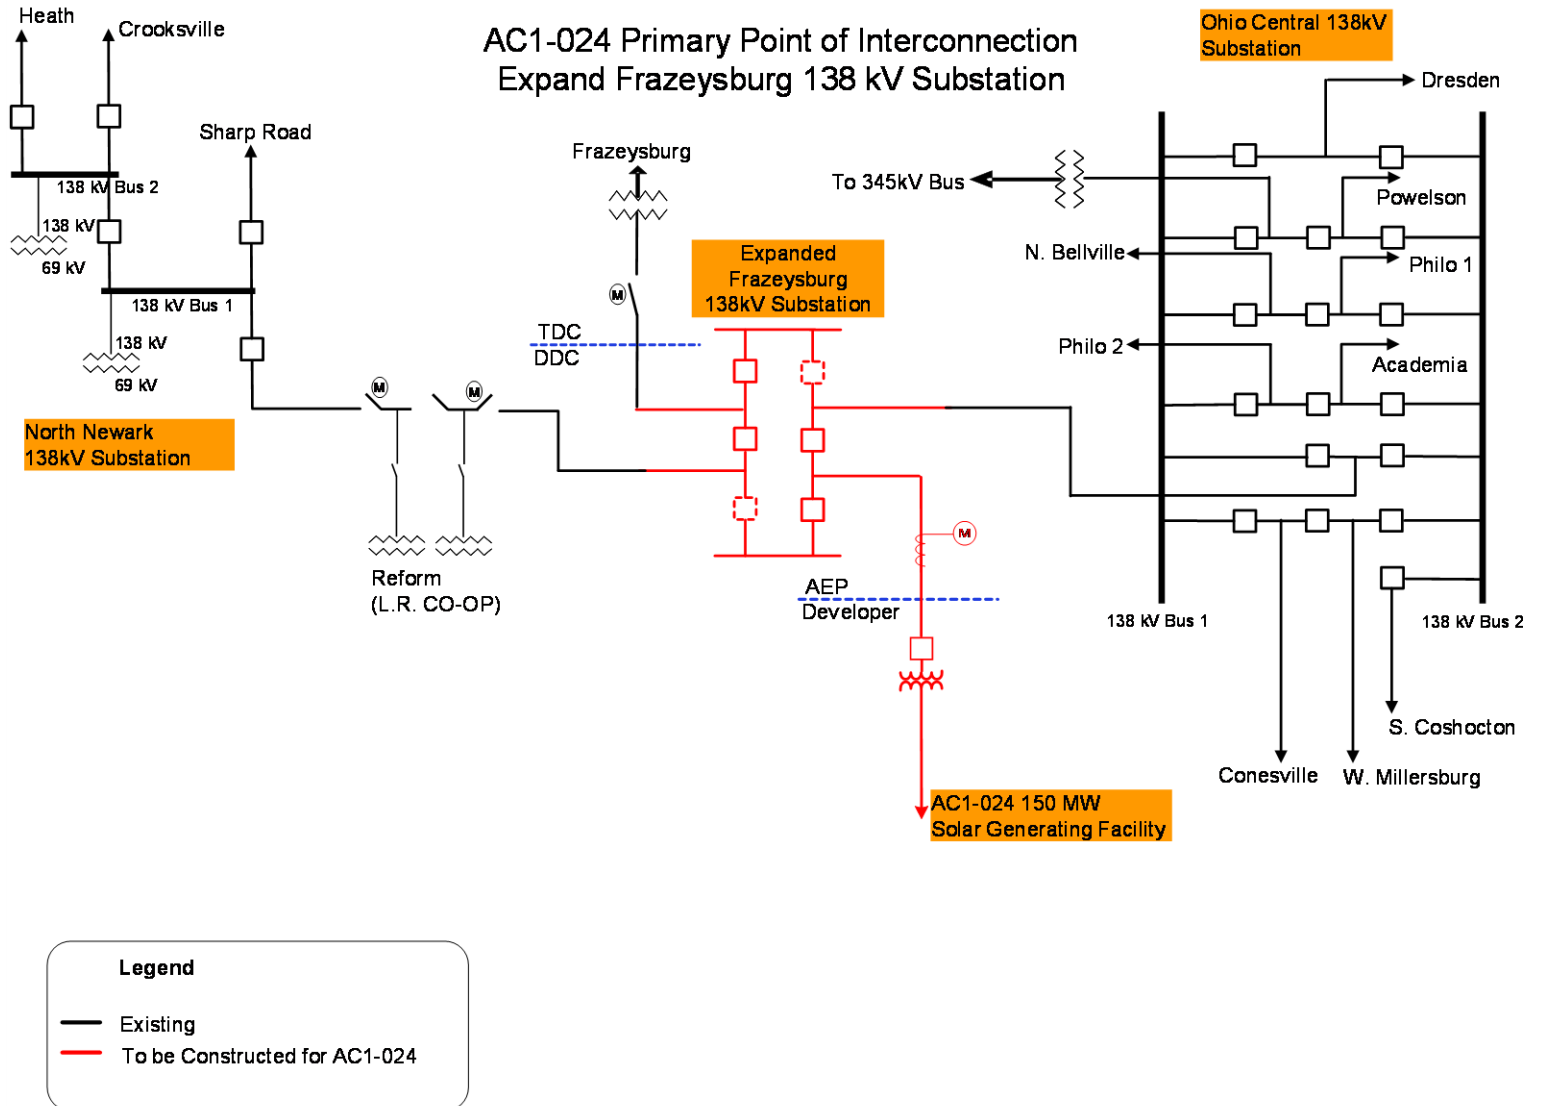 Heath
Crooksville
AC1-024 Primary Point of Interconnection
Expand Frazeysburg 138 kV Substation
Ohio Central 138kV
Substation
Dresden
Sharp Road
Frazeysburg
To 345kV Bus
Powelson
138 kV Bus 2
138 kV
69 kV
N. Bellville
Philo 1
Expanded
Frazeysburg
138kV Substation
M
138 kV Bus 1
TDC
DDC
138 kV
69 kV
Philo 2
Academia
M
M
North Newark
138kV Substation
M
Reform
(L.R. CO-OP)
AEP
Developer
138 kV Bus 1
138 kV Bus 2
S. Coshocton
Conesville
W. Millersburg
AC1-024 150 MW
Solar Generating Facility
Legend
Existing
To be Constructed for AC1-024